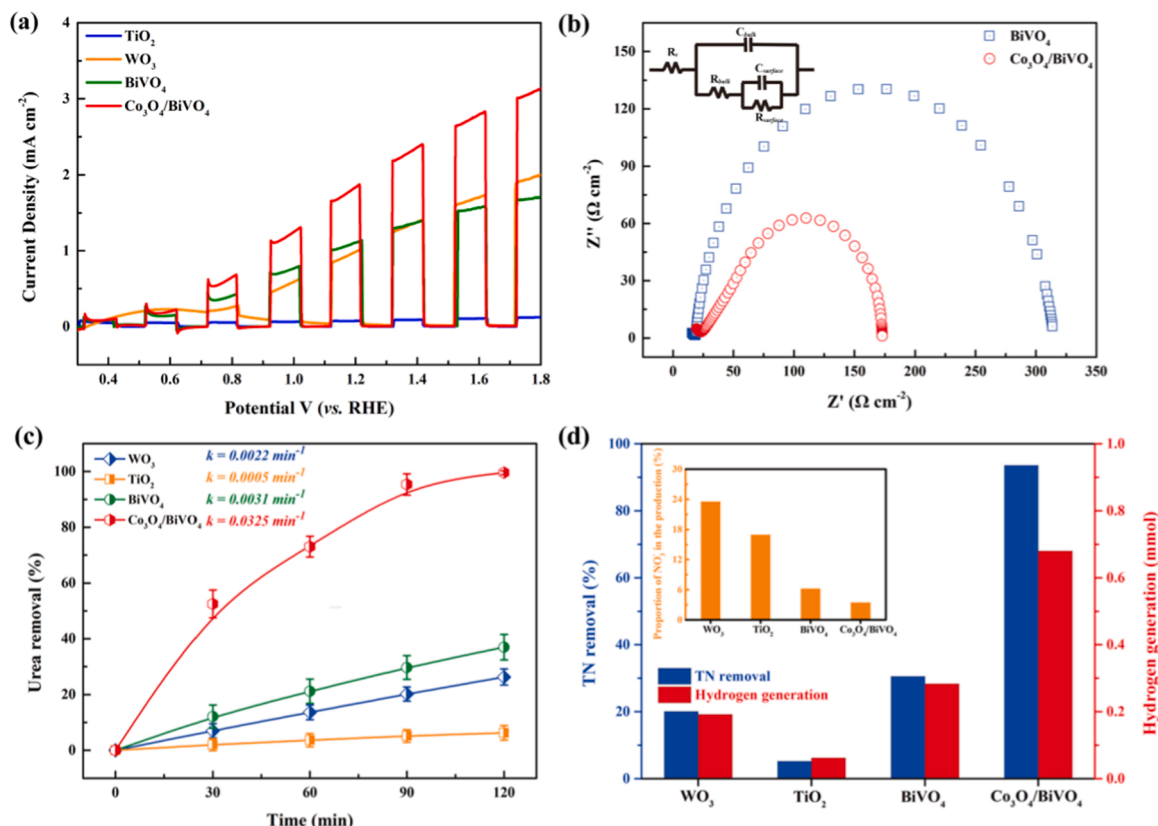 (a)
TiO₂
WO₃
BiVO₄
Co₃O₄/BiVO₄
Current Density (mA cm⁻²)
4
3
2
1
0
0.4 0.6 0.8 1.0 1.2 1.4 1.6 1.8
Potential V (vs. RHE)
(b)
BiVO₄
Co₃O₄/BiVO₄
C_bulk
R_bulk
C_surface
R_surface
Z'' (Ω cm⁻²)
150
120
90
60
30
0
0 50 100 150 200 250 300 350
Z' (Ω cm⁻²)
(c)
WO₃ k = 0.0022 min⁻¹
TiO₂ k = 0.0005 min⁻¹
BiVO₄ k = 0.0031 min⁻¹
Co₃O₄/BiVO₄ k = 0.0325 min⁻¹
Urea removal (%)
100
80
60
40
20
0
0 30 60 90 120
Time (min)
(d)
TN removal (%)
100
80
60
40
20
0
Proportion of NO₃⁻ in the production (%)
30
24
18
12
6
0
WO₃ TiO₂ BiVO₄ Co₃O₄/BiVO₄
TN removal
Hydrogen generation
WO₃ TiO₂ BiVO₄ Co₃O₄/BiVO₄
1.0
0.8
0.6
0.4
0.2
0.0
Hydrogen generation (mmol)